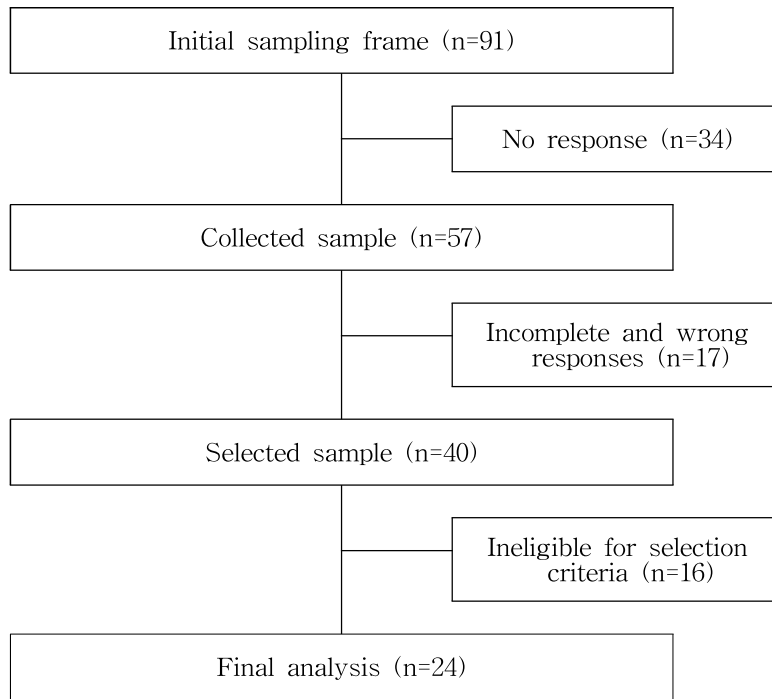 Initial sampling frame (n=91)
No response (n=34)
Collected sample (n=57)
Incomplete and wrong
responses (n=17)
Selected sample (n=40)
Ineligible for selection
criteria (n=16)
Final analysis (n=24)